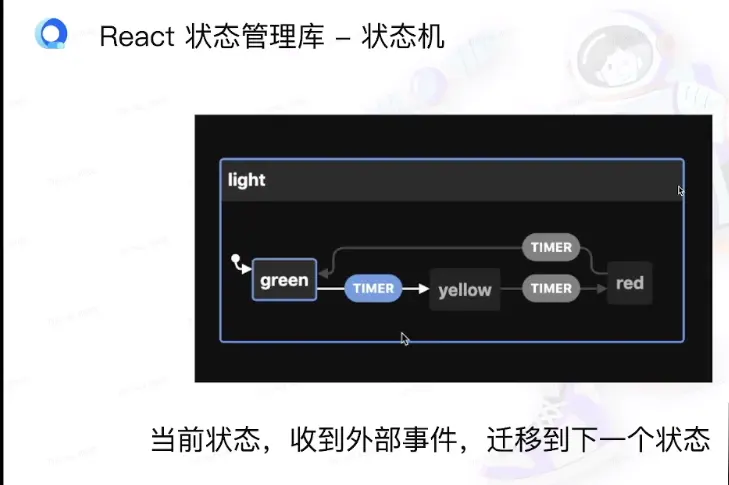 React 状态管理库 - 状态机
light
TIMER
green
TIMER
yellow
TIMER
red
当前状态，收到外部事件，迁移到下一个状态